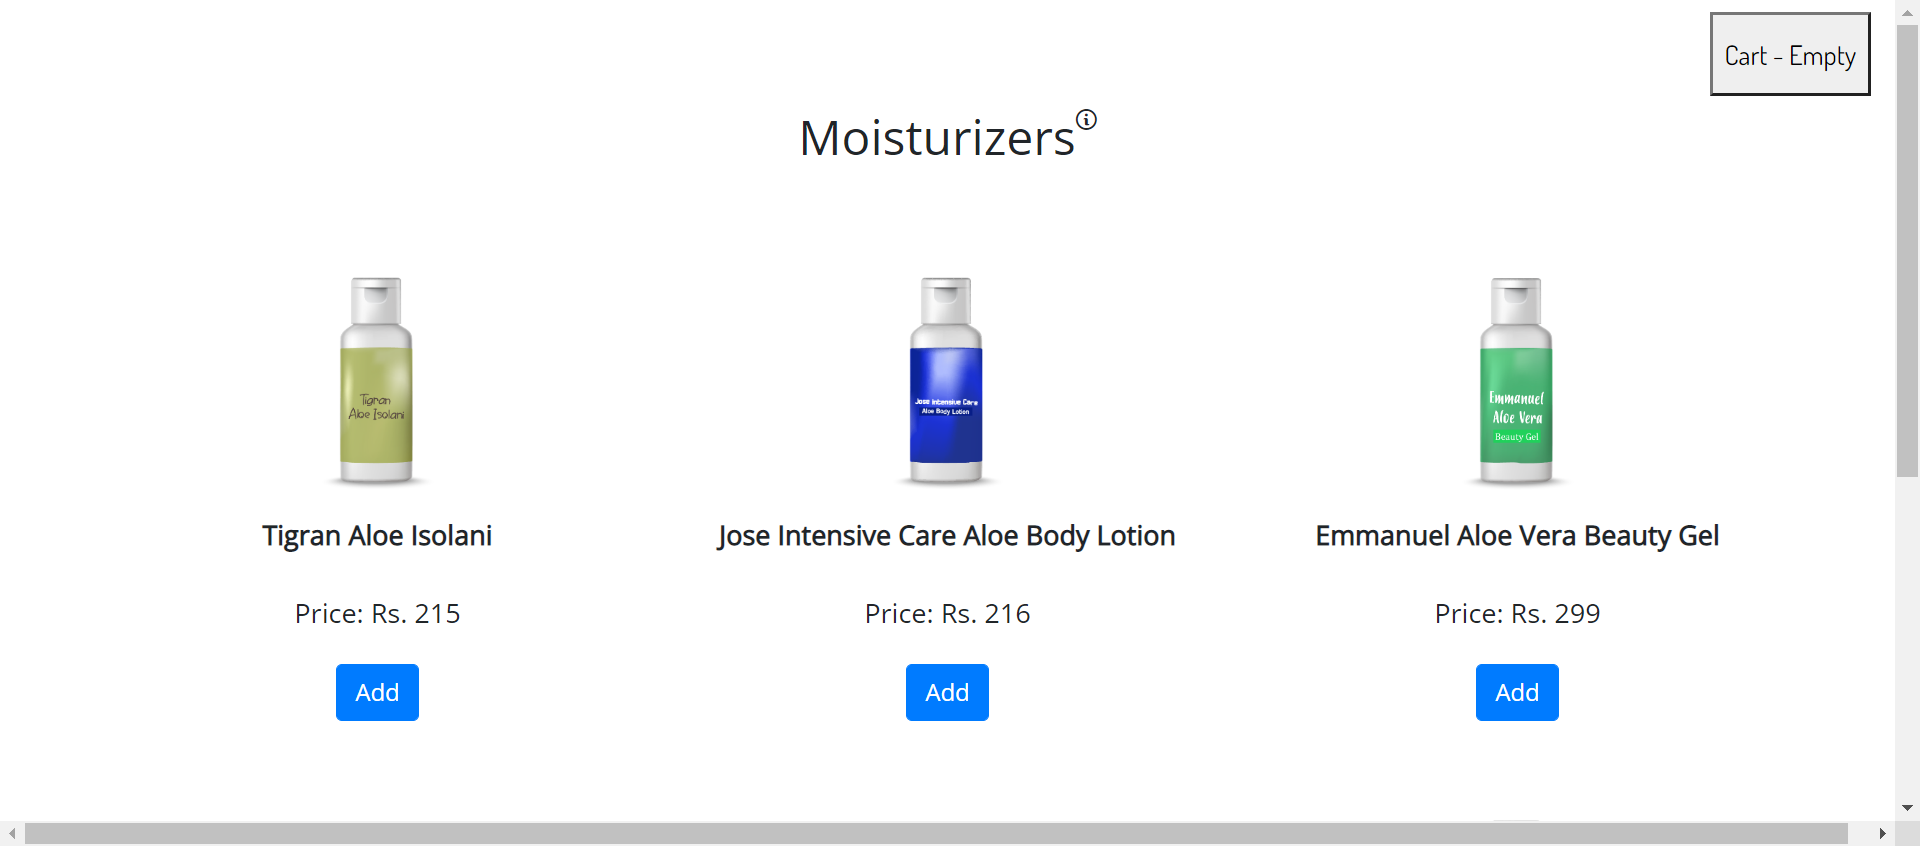 Cart - Empty
Moisturizers
Tigran
Aloe Isolani
Jose Intensive Care
Aloe Body Lotion
Emmanuel
Aloe Vera
Beauty Gel
Tigran Aloe Isolani
Jose Intensive Care Aloe Body Lotion
Emmanuel Aloe Vera Beauty Gel
Price: Rs. 215
Price: Rs. 216
Price: Rs. 299
Add
Add
Add